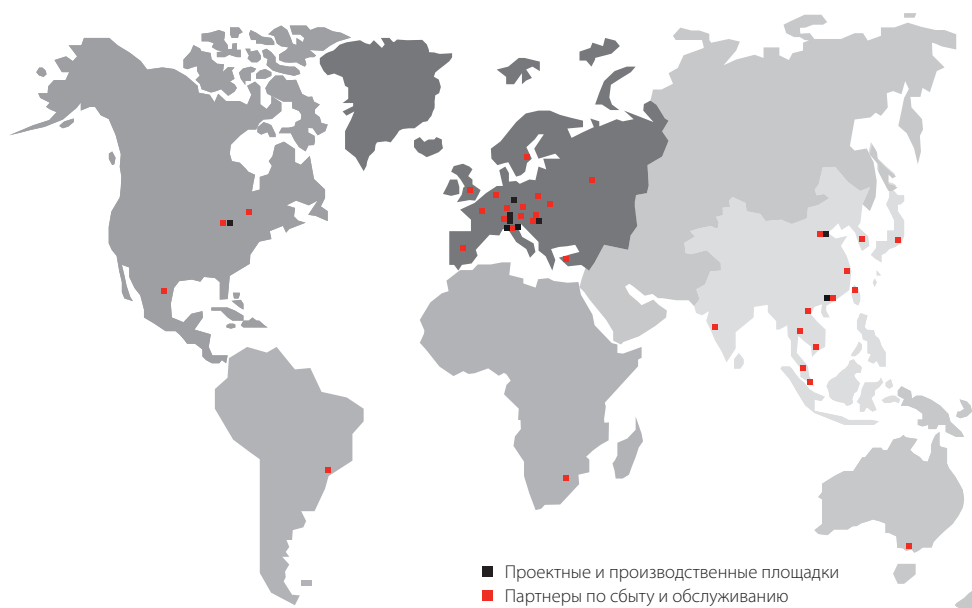 Проектные и производственные площадки
Партнеры по сбыту и обслуживанию